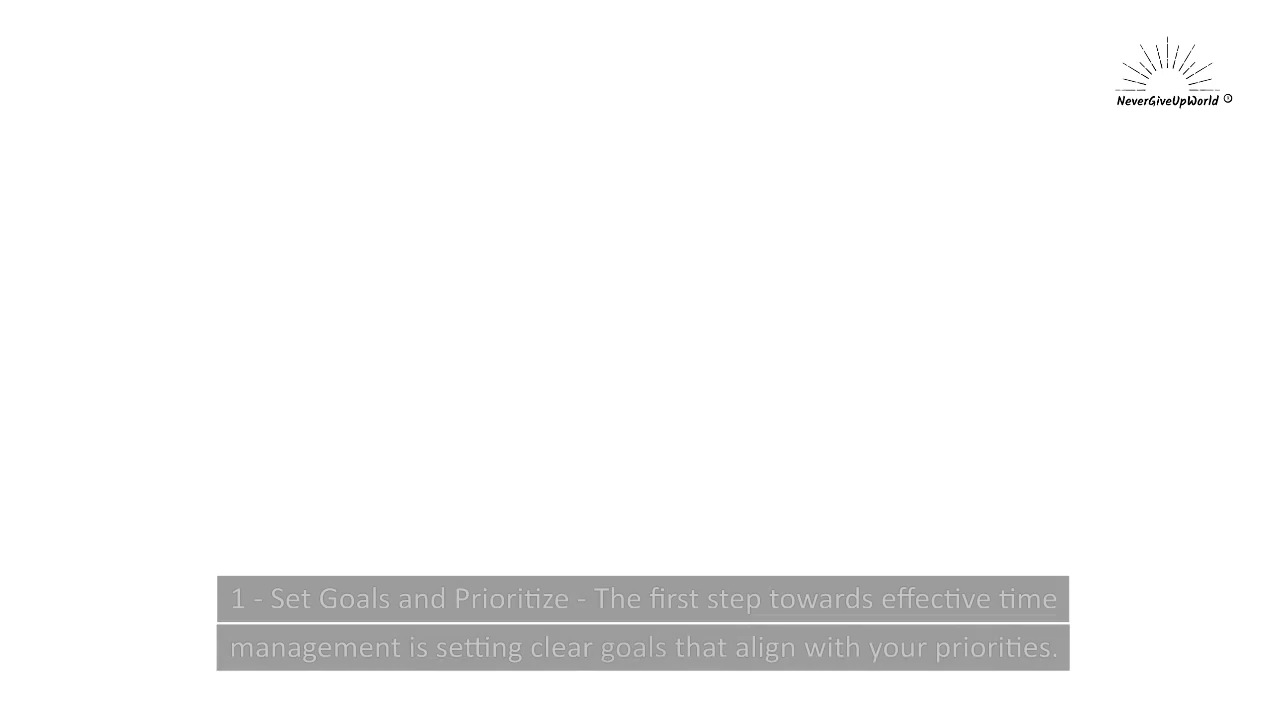 NeverGiveUpWorld
1 - Set Goals and Prioritize - The first step towards effective time
management is setting clear goals that align with your priorities.